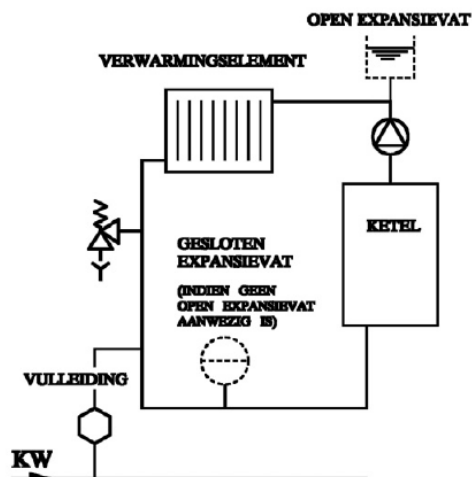 OPEN EXPANSIEVAT
VERWARMINGSELEMENT
KETEL
GESLOTEN
EXPANSIEVAT
(INDIEN GEEN
OPEN EXPANSIEVAT
AANWEZIG IS)
VULLEIDING
KW